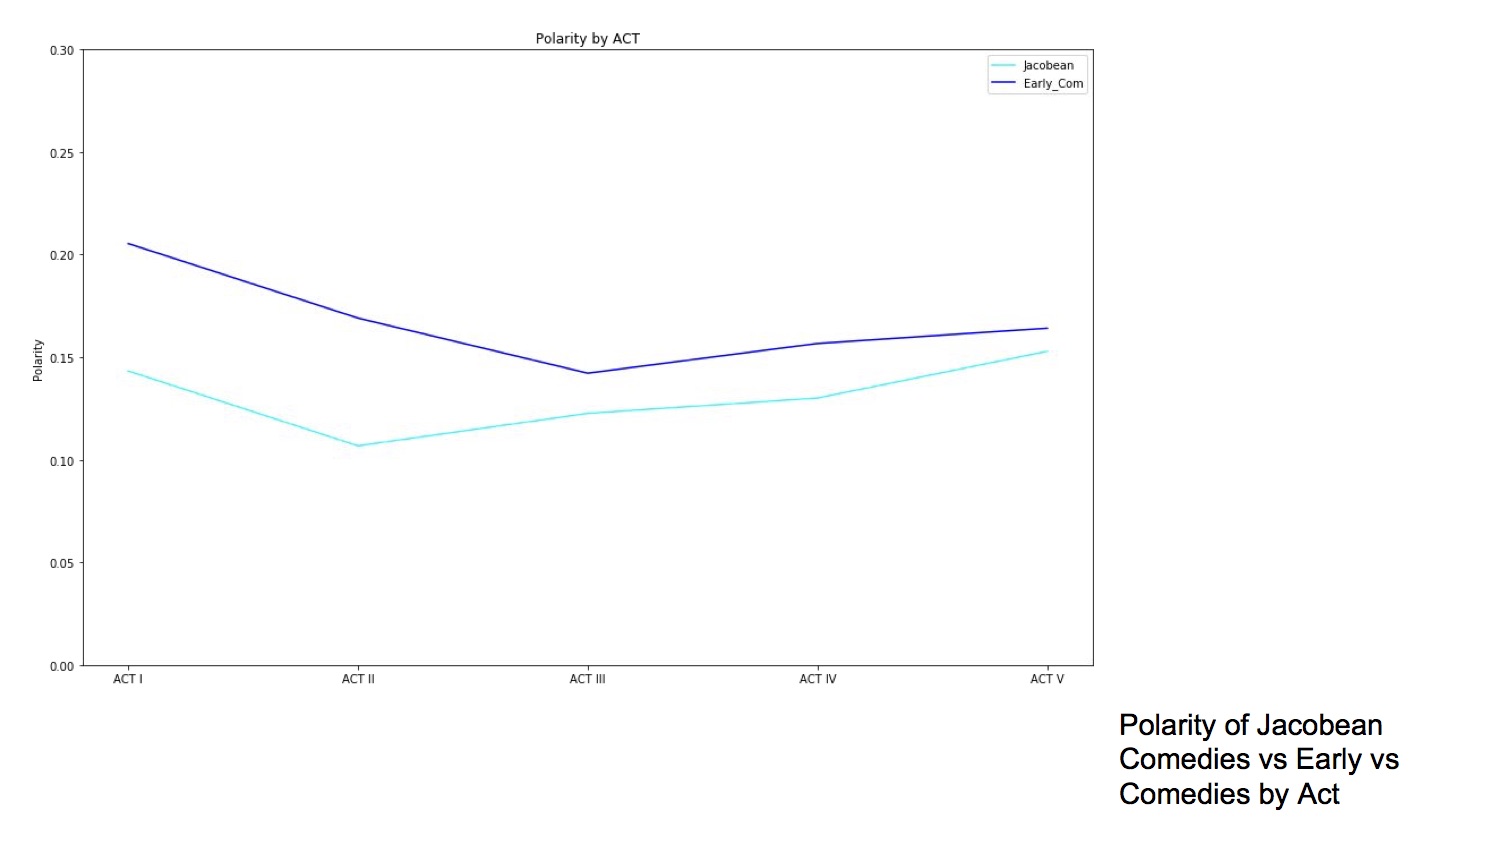 Polarity by ACT
Jacobean
Early_Com
0.30
0.25
0.20
0.15
0.10
0.05
0.00
Polarity
ACT I
ACT II
ACT III
ACT IV
ACT V
Polarity of Jacobean
Comedies vs Early vs
Comedies by Act